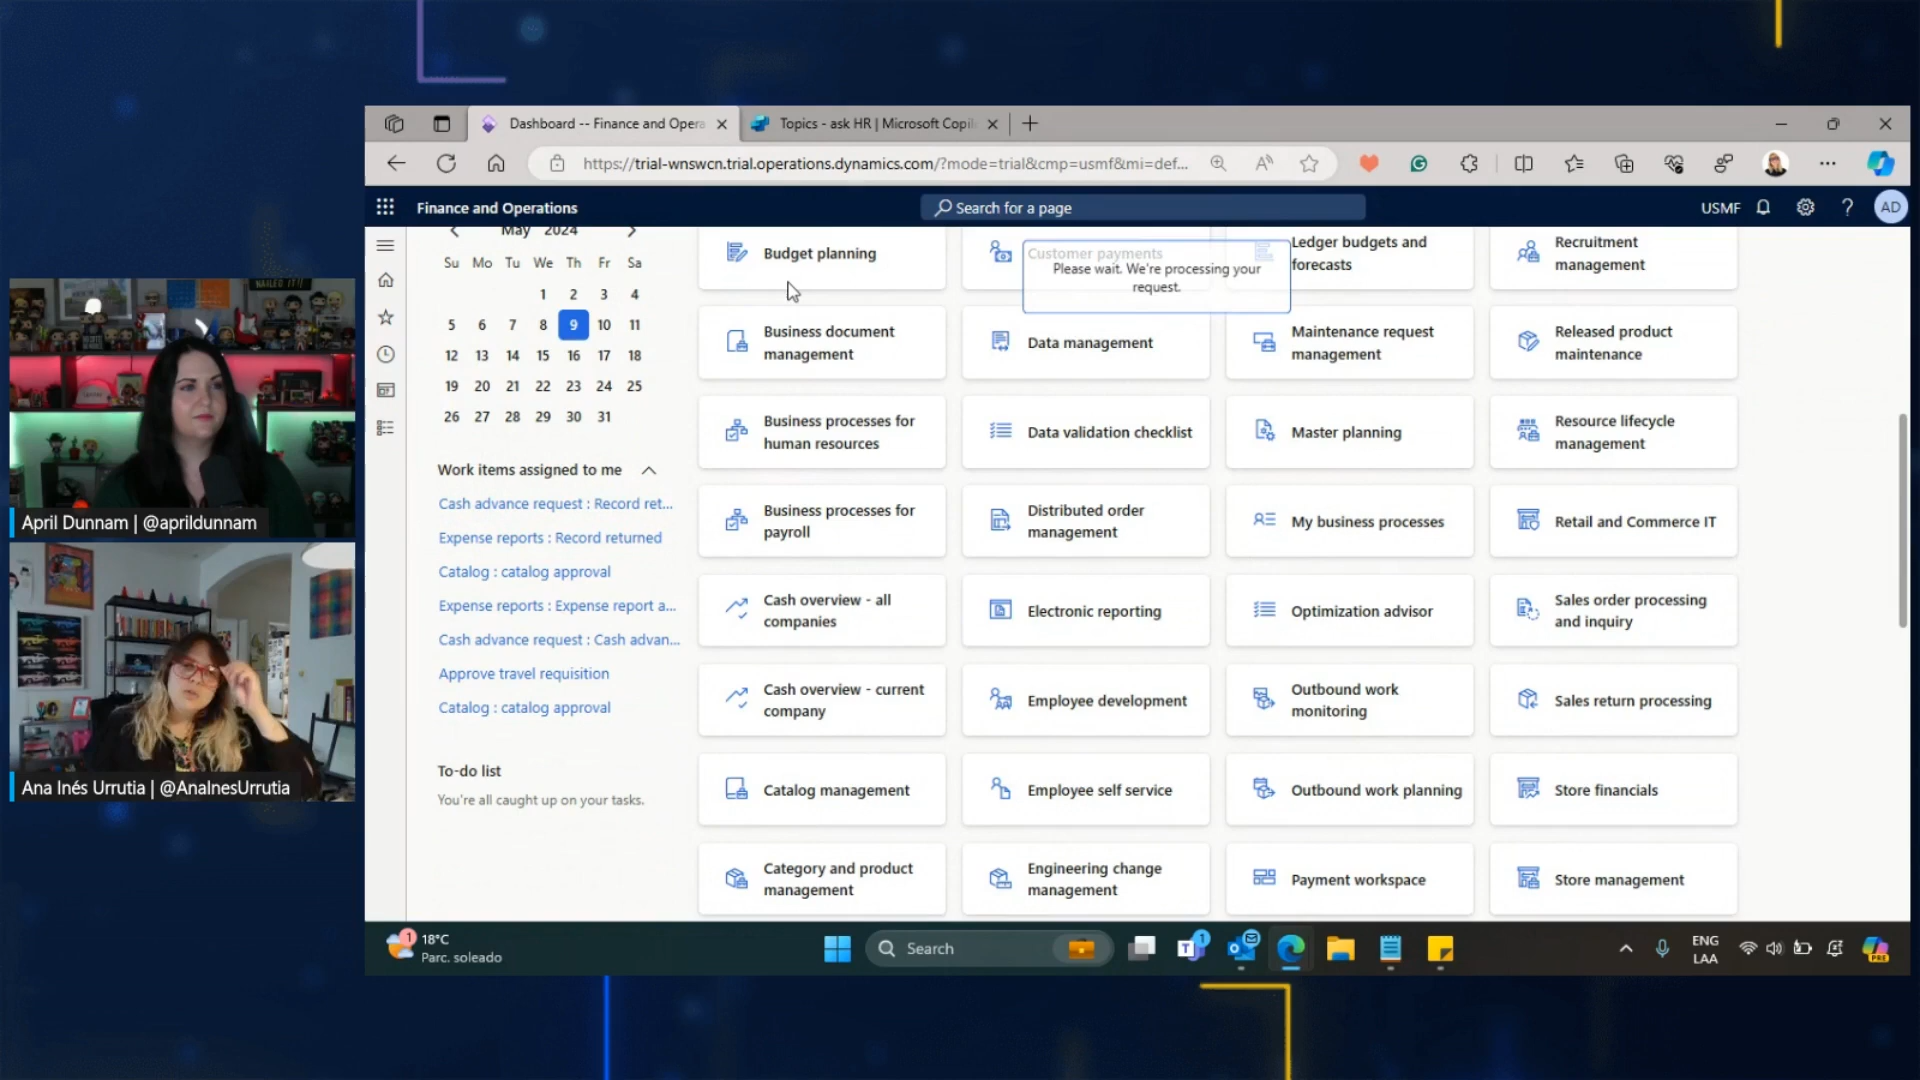 Dashboard -- Finance and Opera
Topics - ask HR | Microsoft Copil
https://trial-wnswcn.trial.operations.dynamics.com/?mode=trial&cmp=usmf&mi=def...
Finance and Operations
Search for a page
USMF
AD
May 2024
Su Mo Tu We Th Fr Sa
1 2 3 4
5 6 7 8 9 10 11
12 13 14 15 16 17 18
19 20 21 22 23 24 25
26 27 28 29 30 31
Work items assigned to me
Cash advance request : Record ret...
Expense reports : Record returned
Catalog : catalog approval
Expense reports : Expense report a...
Cash advance request : Cash advan...
Approve travel requisition
Catalog : catalog approval
To-do list
You're all caught up on your tasks.
Budget planning
Customer payments
Please wait. We're processing your
request.
Ledger budgets and
forecasts
Recruitment
management
Business document
management
Data management
Maintenance request
management
Released product
maintenance
Business processes for
human resources
Data validation checklist
Master planning
Resource lifecycle
management
Business processes for
payroll
Distributed order
management
My business processes
Retail and Commerce IT
Cash overview - all
companies
Electronic reporting
Optimization advisor
Sales order processing
and inquiry
Cash overview - current
company
Employee development
Outbound work
monitoring
Sales return processing
Catalog management
Employee self service
Outbound work planning
Store financials
Category and product
management
Engineering change
management
Payment workspace
Store management
NAILED IT!
April Dunnam | @aprildunnam
Ana Inés Urrutia | @AnaInesUrrutia
1
18°C
Parc. soleado
Search
1
ENG
LAA
PRE